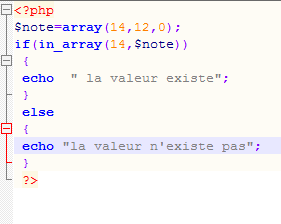 <?php
$note=array(14,12,0);
if(in_array(14,$note))
{
echo " la valeur existe";
}
else
{
echo "la valeur n'existe pas";
}
?>